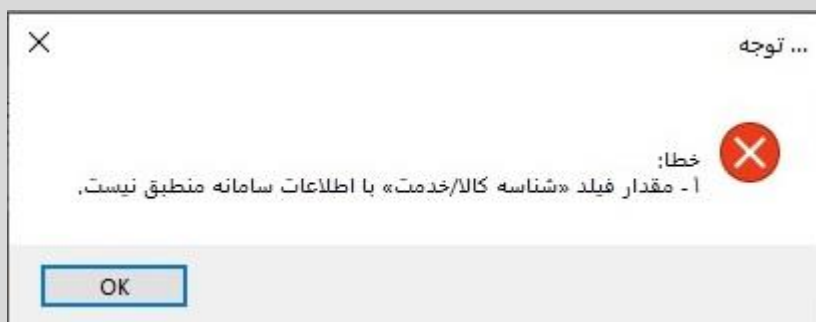 ... توجه
خطا:
۱ - مقدار فیلد «شناسه کالا/خدمت» با اطلاعات سامانه منطبق نیست.
OK